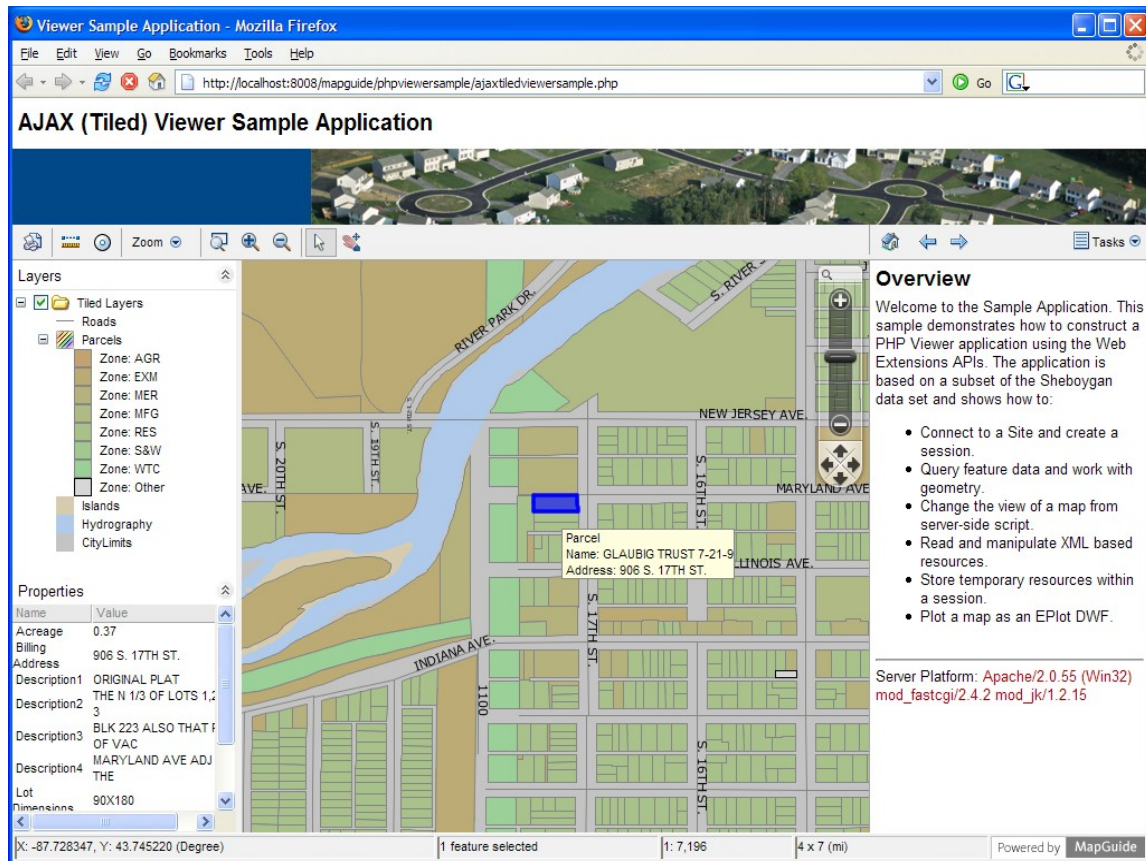 Viewer Sample Application - Mozilla Firefox
File Edit View Go Bookmarks Tools Help
http://localhost:8008/mapguide/phpviewersample/ajaxtiledviewersample.php
Go
G
AJAX (Tiled) Viewer Sample Application
Zoom
Tasks
Layers
Tiled Layers
Roads
Parcels
Zone: AGR
Zone: EXM
Zone: MER
Zone: MFG
Zone: RES
Zone: S&W
Zone: WTC
Zone: Other
Islands
Hydrography
CityLimits
Properties
Name Value
Acreage 0.37
Billing
Address 906 S. 17TH ST.
Description1 ORIGINAL PLAT
Description2 THE N 1/3 OF LOTS 1,2
3
Description3 BLK 223 ALSO THAT
OF VAC
Description4 MARYLAND AVE ADJ
THE
Lot
Dimensions 90X180
RIVER PARK DR.
S. RIVER
NEW JERSEY AVE.
S. 20TH ST.
S. 19TH ST.
S. 16TH ST.
AVE.
MARYLAND AVE
Parcel
Name: GLAUBIG TRUST 7-21-9
Address: 906 S. 17TH ST.
LLINOIS AVE.
S. 17TH ST.
INDIANA AVE.
1100
S. 16TH ST.
Overview
Welcome to the Sample Application. This
sample demonstrates how to construct a
PHP Viewer application using the Web
Extensions APIs. The application is
based on a subset of the Sheboygan
data set and shows how to:
• Connect to a Site and create a
session.
• Query feature data and work with
geometry.
• Change the view of a map from
server-side script.
• Read and manipulate XML based
resources.
• Store temporary resources within
a session.
• Plot a map as an EPlot DWF.
Server Platform: Apache/2.0.55 (Win32)
mod_fastcgi/2.4.2 mod_jk/1.2.15
X: -87.728347, Y: 43.745220 (Degree)
1 feature selected
1: 7,196
4 x 7 (mi)
Powered by MapGuide